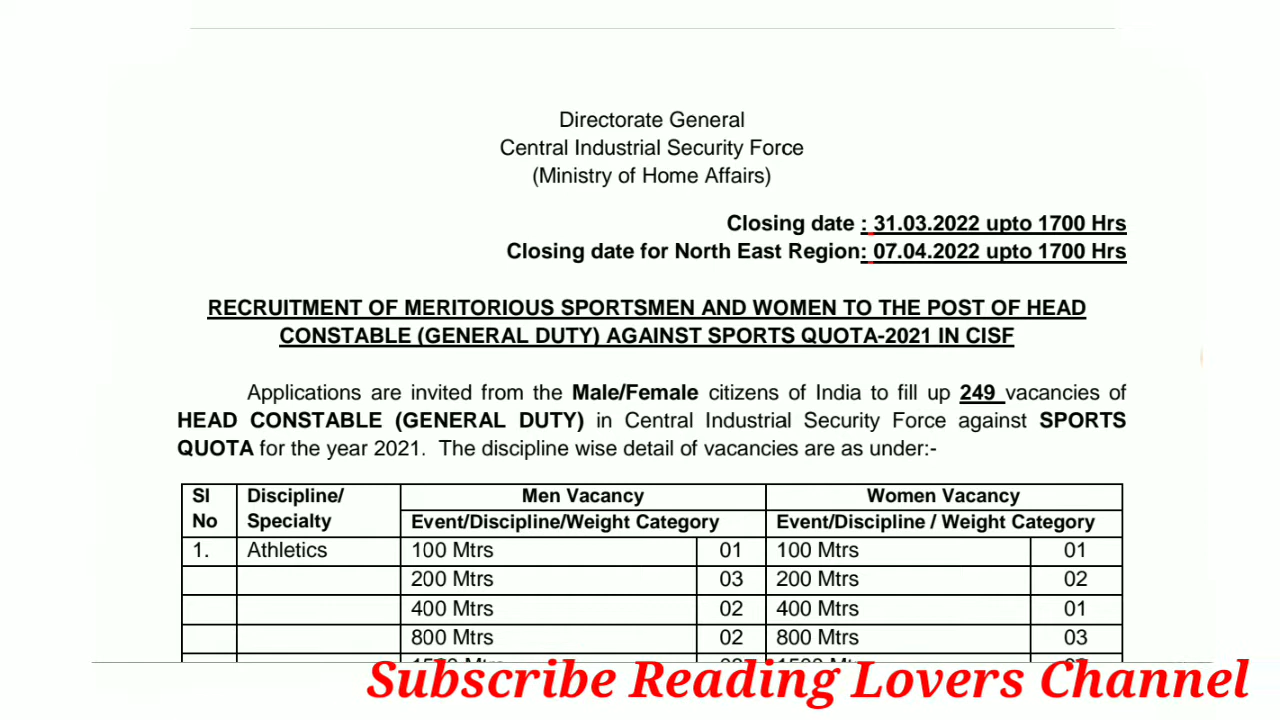 Directorate General
Central Industrial Security Force
(Ministry of Home Affairs)
Closing date : 31.03.2022 upto 1700 Hrs
Closing date for North East Region: 07.04.2022 upto 1700 Hrs
RECRUITMENT OF MERITORIOUS SPORTSMEN AND WOMEN TO THE POST OF HEAD
CONSTABLE (GENERAL DUTY) AGAINST SPORTS QUOTA-2021 IN CISF
Applications are invited from the Male/Female citizens of India to fill up 249 vacancies of
HEAD CONSTABLE (GENERAL DUTY) in Central Industrial Security Force against SPORTS
QUOTA for the year 2021. The discipline wise detail of vacancies are as under:-
Sl No Discipline/ Specialty Men Vacancy Women Vacancy
Event/Discipline/Weight Category Event/Discipline / Weight Category
1. Athletics 100 Mtrs 01 100 Mtrs 01
200 Mtrs 03 200 Mtrs 02
400 Mtrs 02 400 Mtrs 01
800 Mtrs 02 800 Mtrs 03
Subscribe Reading Lovers Channel